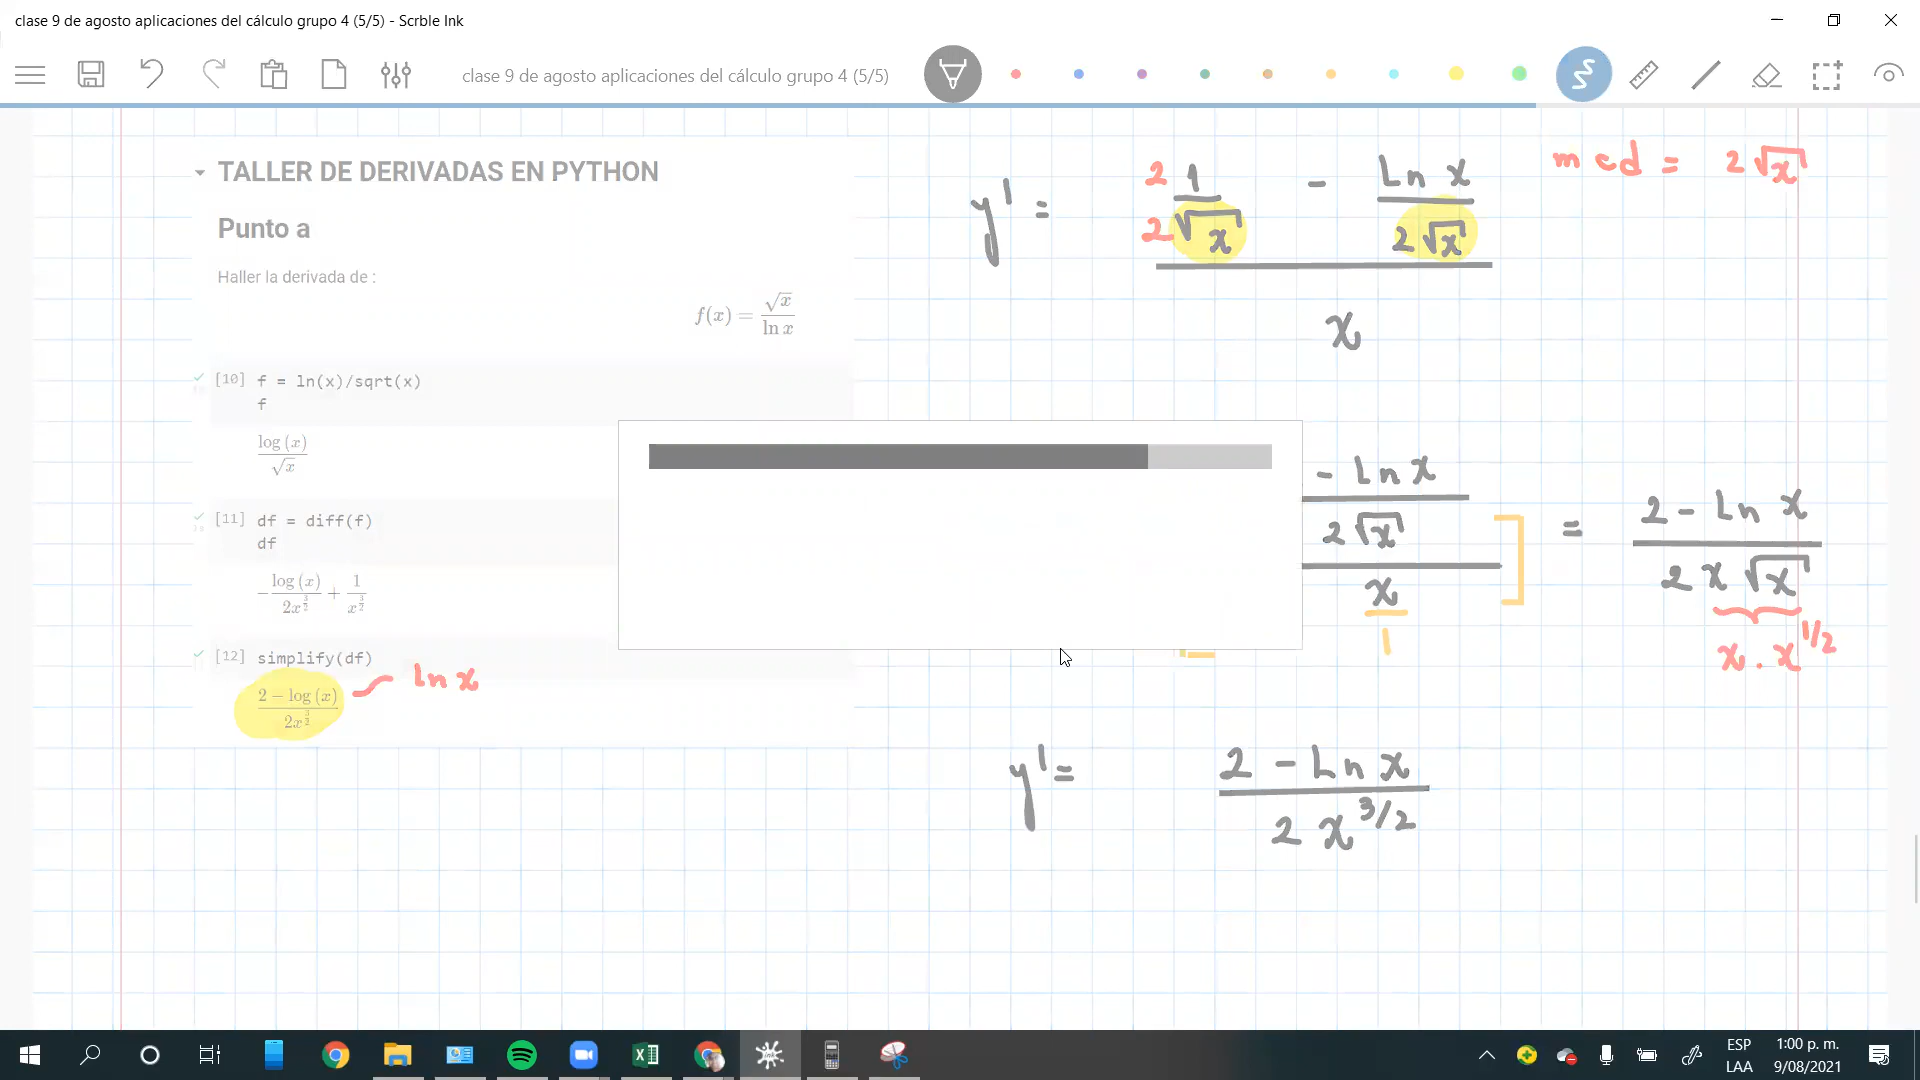 clase 9 de agosto aplicaciones del cálculo grupo 4 (5/5) - Scrble Ink
clase 9 de agosto aplicaciones del cálculo grupo 4 (5/5)
TALLER DE DERIVADAS EN PYTHON
Punto a
Haller la derivada de :
f(x) = √x / ln x
[10] f = ln(x)/sqrt(x)
f
log (x) / √x
[11] df = diff(f)
df
- log (x) / 2x^(3/2) + 1 / x^(3/2)
[12] simplify(df)
2 − log (x) / 2x^(3/2)
ln x
y' =
2 1 / 2 √x - Ln x / 2 √x
x
mcd = 2 √x
- Ln x
2 √x
x
1
= 2 - Ln x / 2 x √x
x . x^1/2
y' = 2 - Ln x / 2 x^3/2
ESP
LAA
1:00 p. m.
9/08/2021